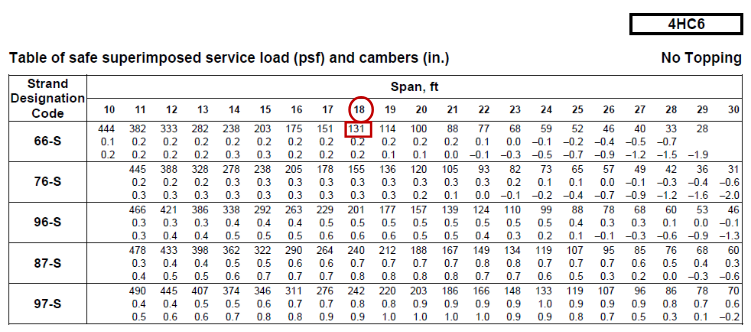 4HC6
Table of safe superimposed service load (psf) and cambers (in.) No Topping
Strand Designation Code Span, ft
10 11 12 13 14 15 16 17 18 19 20 21 22 23 24 25 26 27 28 29 30
444 382 333 282 238 203 175 151 131 114 100 88 77 68 59 52 46 40 33 28
66-S 0.1 0.2 0.2 0.2 0.2 0.2 0.2 0.2 0.2 0.2 0.2 0.2 0.1 0.0 –0.1 –0.2 –0.4 –0.5 –0.7
0.2 0.2 0.2 0.2 0.3 0.3 0.3 0.2 0.2 0.1 0.1 0.0 –0.1 –0.3 –0.5 –0.7 –0.9 –1.2 –1.5 –1.9
445 388 328 278 238 205 178 155 136 120 105 93 82 73 65 57 49 42 36 31
76-S 0.2 0.2 0.3 0.3 0.3 0.3 0.3 0.3 0.3 0.3 0.3 0.3 0.2 0.1 0.1 0.0 –0.1 –0.3 –0.4 –0.6
0.3 0.3 0.3 0.3 0.3 0.3 0.3 0.3 0.3 0.2 0.1 0.0 –0.1 –0.2 –0.4 –0.7 –0.9 –1.2 –1.6 –2.0
466 421 386 338 292 263 229 201 177 157 139 124 110 99 88 78 68 60 53 46
96-S 0.3 0.3 0.3 0.4 0.4 0.4 0.5 0.5 0.5 0.5 0.5 0.5 0.5 0.4 0.4 0.3 0.3 0.1 0.0 –0.1
0.3 0.4 0.4 0.5 0.5 0.5 0.6 0.6 0.6 0.5 0.5 0.4 0.3 0.2 0.1 –0.1 –0.3 –0.6 –0.9 –1.3
478 433 398 362 322 290 264 240 212 188 167 149 134 119 107 95 85 76 68 60
87-S 0.3 0.4 0.4 0.5 0.5 0.6 0.6 0.7 0.7 0.7 0.7 0.8 0.8 0.7 0.7 0.7 0.6 0.5 0.4 0.3
0.4 0.5 0.5 0.6 0.7 0.7 0.7 0.8 0.8 0.8 0.8 0.7 0.7 0.6 0.5 0.3 0.2 0.0 –0.3 –0.6
490 445 407 374 346 311 276 242 220 203 186 166 148 133 119 107 96 86 78 70
97-S 0.4 0.4 0.5 0.5 0.6 0.7 0.7 0.8 0.8 0.9 0.9 0.9 0.9 1.0 0.9 0.9 0.9 0.8 0.7 0.6
0.5 0.6 0.6 0.7 0.8 0.8 0.9 0.9 1.0 1.0 1.0 1.0 0.9 0.9 0.8 0.7 0.5 0.3 0.1 –0.2